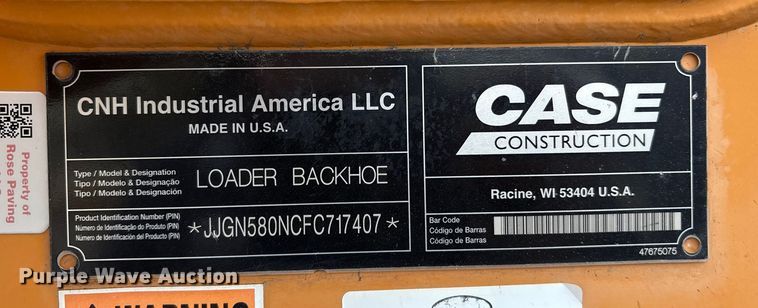 CNH Industrial America LLC
MADE IN U.S.A.
Type / Model & Designation
Tipo / Modelo & Designação
Tipo / Modelo & Designación
LOADER BACKHOE
Product Identification Number (PIN)
Número de Identificação do Produto (PIN)
Número de Identificación del Producto (PIN)
*JJGN580NCFC717407*
CASE
CONSTRUCTION
Racine, WI 53404 U.S.A.
Bar Code
Código de Barras
Código de Barras
47675075
Property of
Rose Paving
Purple Wave Auction
WARNING